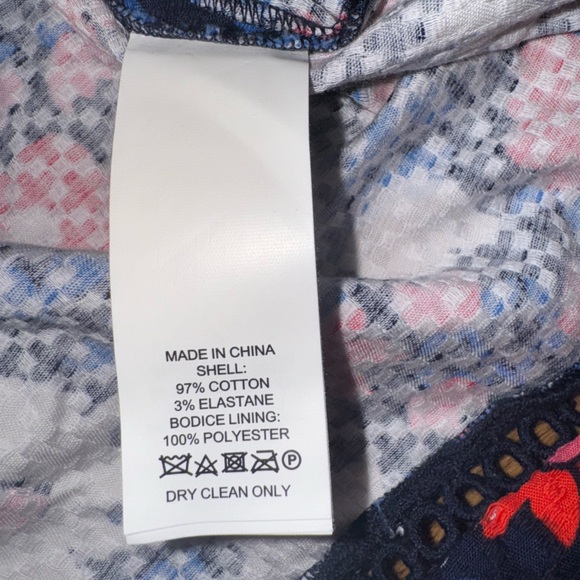 MADE IN CHINA
SHELL:
97% COTTON
3% ELASTANE
BODICE LINING:
100% POLYESTER
P
DRY CLEAN ONLY